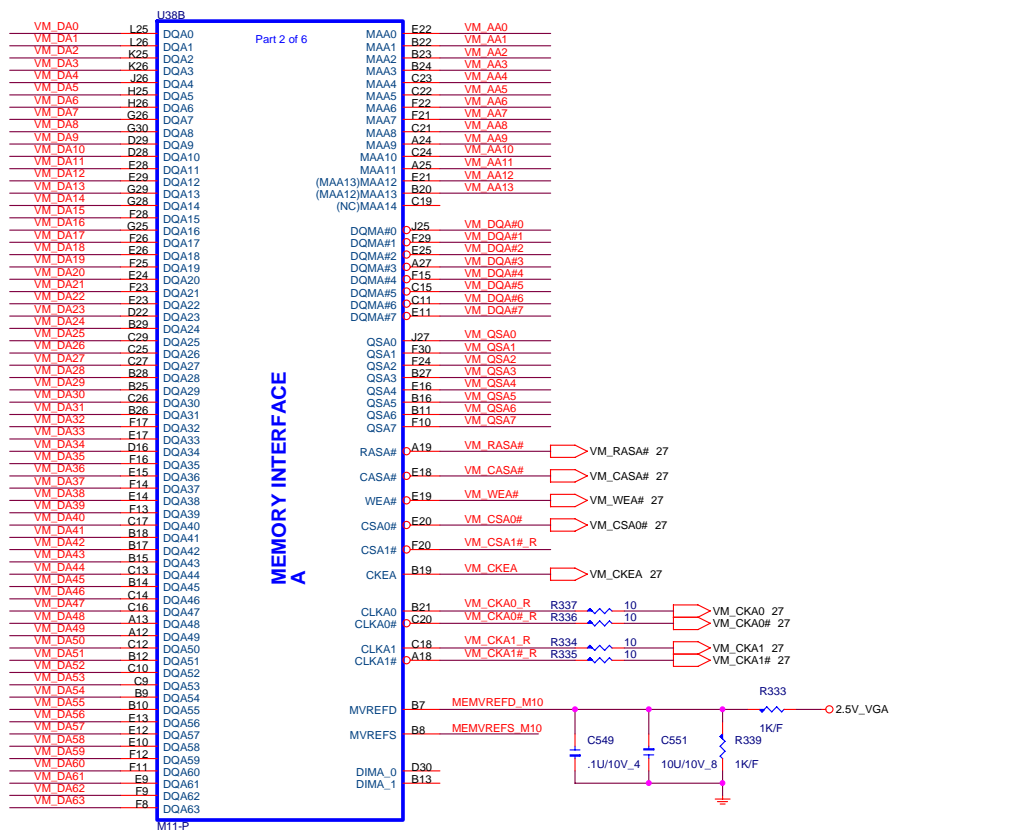 U38B
Part 2 of 6
VM_DA0 L25 DQA0
VM_DA1 L26 DQA1
VM_DA2 K25 DQA2
VM_DA3 K26 DQA3
VM_DA4 J26 DQA4
VM_DA5 H25 DQA5
VM_DA6 H26 DQA6
VM_DA7 G26 DQA7
VM_DA8 G30 DQA8
VM_DA9 D29 DQA9
VM_DA10 D28 DQA10
VM_DA11 E28 DQA11
VM_DA12 E29 DQA12
VM_DA13 G29 DQA13
VM_DA14 G28 DQA14
VM_DA15 F28 DQA15
VM_DA16 G25 DQA16
VM_DA17 F26 DQA17
VM_DA18 E26 DQA18
VM_DA19 F25 DQA19
VM_DA20 E24 DQA20
VM_DA21 F23 DQA21
VM_DA22 E23 DQA22
VM_DA23 D22 DQA23
VM_DA24 B29 DQA24
VM_DA25 C29 DQA25
VM_DA26 C25 DQA26
VM_DA27 C27 DQA27
VM_DA28 B28 DQA28
VM_DA29 B25 DQA29
VM_DA30 C26 DQA30
VM_DA31 B26 DQA31
VM_DA32 F17 DQA32
VM_DA33 E17 DQA33
VM_DA34 D16 DQA34
VM_DA35 F16 DQA35
VM_DA36 E15 DQA36
VM_DA37 F14 DQA37
VM_DA38 E14 DQA38
VM_DA39 F13 DQA39
VM_DA40 C17 DQA40
VM_DA41 B18 DQA41
VM_DA42 B17 DQA42
VM_DA43 B15 DQA43
VM_DA44 C13 DQA44
VM_DA45 B14 DQA45
VM_DA46 C14 DQA46
VM_DA47 C16 DQA47
VM_DA48 A13 DQA48
VM_DA49 A12 DQA49
VM_DA50 C12 DQA50
VM_DA51 B12 DQA51
VM_DA52 C10 DQA52
VM_DA53 C9 DQA53
VM_DA54 B9 DQA54
VM_DA55 B10 DQA55
VM_DA56 E13 DQA56
VM_DA57 E12 DQA57
VM_DA58 E10 DQA58
VM_DA59 F12 DQA59
VM_DA60 F11 DQA60
VM_DA61 E9 DQA61
VM_DA62 F9 DQA62
VM_DA63 F8 DQA63
MEMORY INTERFACE
A
MAA0 E22 VM_AA0
MAA1 B22 VM_AA1
MAA2 B23 VM_AA2
MAA3 B24 VM_AA3
MAA4 C23 VM_AA4
MAA5 C22 VM_AA5
MAA6 F22 VM_AA6
MAA7 F21 VM_AA7
MAA8 C21 VM_AA8
MAA9 A24 VM_AA9
MAA10 C24 VM_AA10
MAA11 A25 VM_AA11
(MAA13)MAA12 E21 VM_AA12
(MAA12)MAA13 B20 VM_AA13
(NC)MAA14 C19
DQMA#0 J25 VM_DQA#0
DQMA#1 F29 VM_DQA#1
DQMA#2 E25 VM_DQA#2
DQMA#3 A27 VM_DQA#3
DQMA#4 F15 VM_DQA#4
DQMA#5 C15 VM_DQA#5
DQMA#6 C11 VM_DQA#6
DQMA#7 E11 VM_DQA#7
QSA0 J27 VM_QSA0
QSA1 F30 VM_QSA1
QSA2 F24 VM_QSA2
QSA3 B27 VM_QSA3
QSA4 E16 VM_QSA4
QSA5 B16 VM_QSA5
QSA6 B11 VM_QSA6
QSA7 F10 VM_QSA7
RASA# A19 VM_RASA# VM_RASA# 27
CASA# E18 VM_CASA# VM_CASA# 27
WEA# E19 VM_WEA# VM_WEA# 27
CSA0# E20 VM_CSA0# VM_CSA0# 27
CSA1# F20 VM_CSA1#_R
CKEA B19 VM_CKEA VM_CKEA 27
CLKA0 B21 VM_CKA0_R R337 10 VM_CKA0 27
CLKA0# C20 VM_CKA0#_R R336 10 VM_CKA0# 27
CLKA1 C18 VM_CKA1_R R334 10 VM_CKA1 27
CLKA1# A18 VM_CKA1#_R R335 10 VM_CKA1# 27
MVREFD B7 MEMVREFD_M10 R333 1K/F 2.5V_VGA
MVREFS B8 MEMVREFS_M10
C549 C551 R339
.1U/10V_4 10U/10V_8 1K/F
DIMA_0 D30
DIMA_1 B13
M11-P